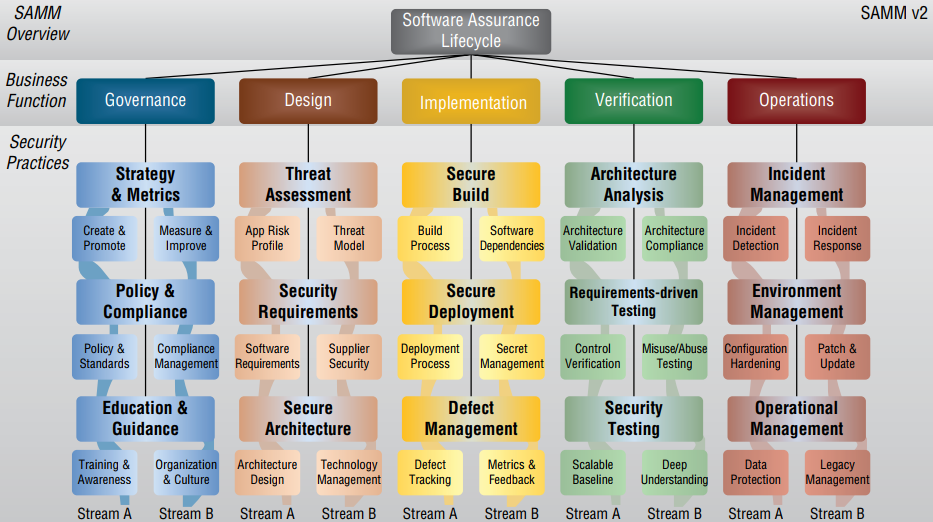 SAMM
Overview
Software Assurance
Lifecycle
SAMM v2
Business
Function
Governance
Design
Implementation
Verification
Operations
Security
Practices
Strategy
& Metrics
Threat
Assessment
Secure
Build
Architecture
Analysis
Incident
Management
Create &
Promote
Measure &
Improve
App Risk
Profile
Threat
Model
Build
Process
Software
Dependencies
Architecture
Validation
Architecture
Compliance
Incident
Detection
Incident
Response
Policy &
Compliance
Security
Requirements
Secure
Deployment
Requirements-driven
Testing
Environment
Management
Policy &
Standards
Compliance
Management
Software
Requirements
Supplier
Security
Deployment
Process
Secret
Management
Control
Verification
Misuse/Abuse
Testing
Configuration
Hardening
Patch &
Update
Education &
Guidance
Secure
Architecture
Defect
Management
Security
Testing
Operational
Management
Training &
Awareness
Organization
& Culture
Architecture
Design
Technology
Management
Defect
Tracking
Metrics &
Feedback
Scalable
Baseline
Deep
Understanding
Data
Protection
Legacy
Management
Stream A
Stream B
Stream A
Stream B
Stream A
Stream B
Stream A
Stream B
Stream A
Stream B